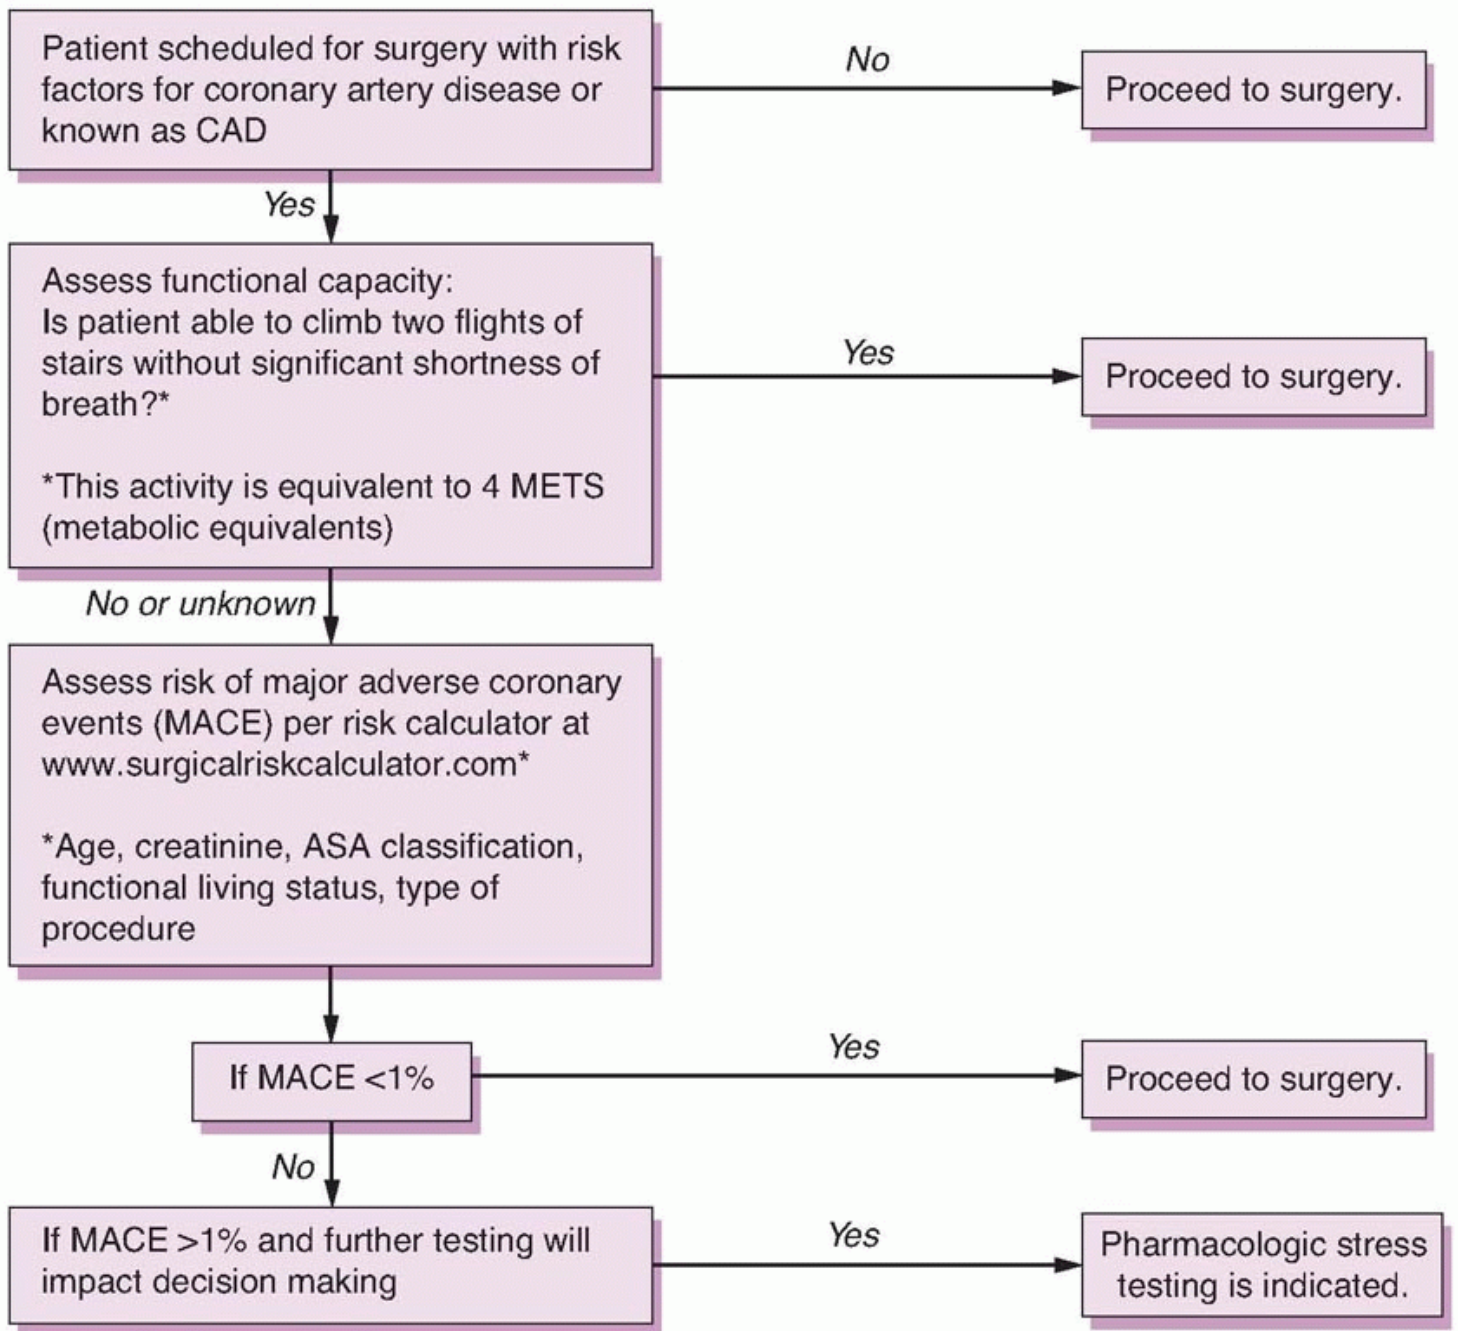 Patient scheduled for surgery with risk
factors for coronary artery disease or
known as CAD
No
Proceed to surgery.
Yes
Assess functional capacity:
Is patient able to climb two flights of
stairs without significant shortness of
breath?*
*This activity is equivalent to 4 METS
(metabolic equivalents)
Yes
Proceed to surgery.
No or unknown
Assess risk of major adverse coronary
events (MACE) per risk calculator at
www.surgicalriskcalculator.com*
*Age, creatinine, ASA classification,
functional living status, type of
procedure
If MACE <1%
Yes
Proceed to surgery.
No
If MACE >1% and further testing will
impact decision making
Yes
Pharmacologic stress
testing is indicated.